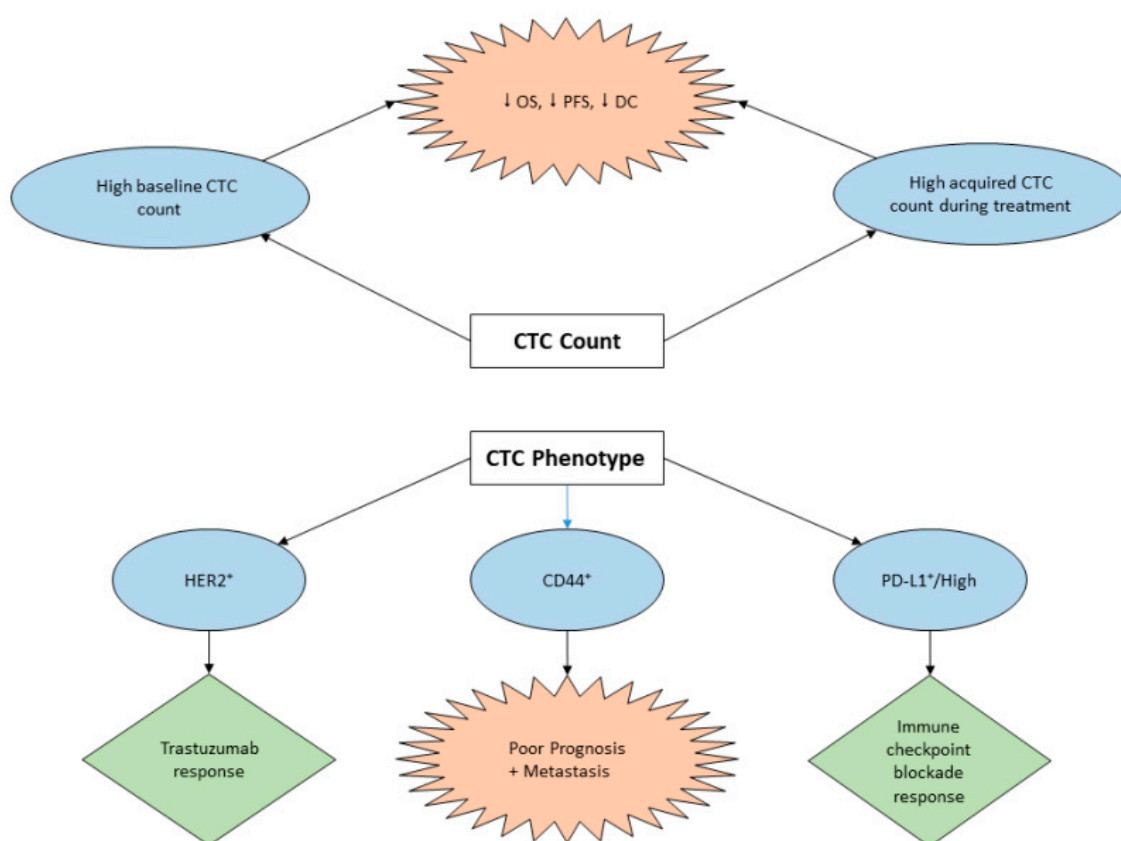 ↓ OS, ↓ PFS, ↓ DC
High baseline CTC
count
High acquired CTC
count during treatment
CTC Count
CTC Phenotype
HER2⁺
CD44⁺
PD-L1⁺/High
Trastuzumab
response
Poor Prognosis
+ Metastasis
Immune
checkpoint
blockade
response